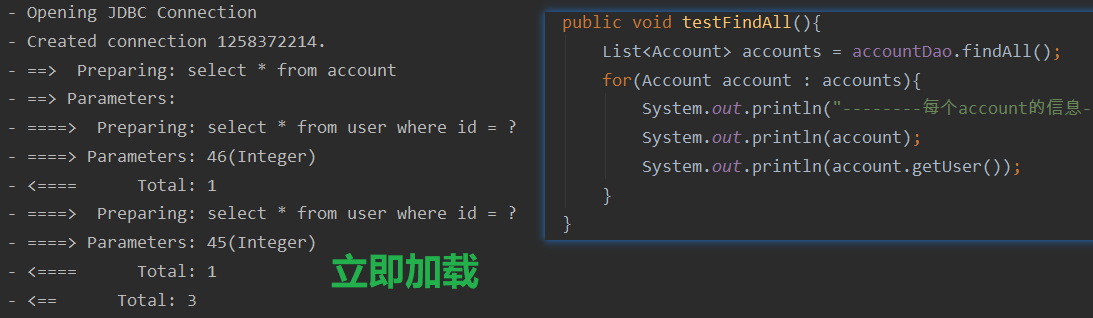 - Opening JDBC Connection
- Created connection 1258372214.
- ==>  Preparing: select * from account
- ==> Parameters:
- ====>  Preparing: select * from user where id = ?
- ====> Parameters: 46(Integer)
- <====      Total: 1
- ====>  Preparing: select * from user where id = ?
- ====> Parameters: 45(Integer)
- <====      Total: 1
- <==      Total: 3
立即加载
public void testFindAll(){
    List<Account> accounts = accountDao.findAll();
    for(Account account : accounts){
        System.out.println("--------每个account的信息-
        System.out.println(account);
        System.out.println(account.getUser());
    }
}